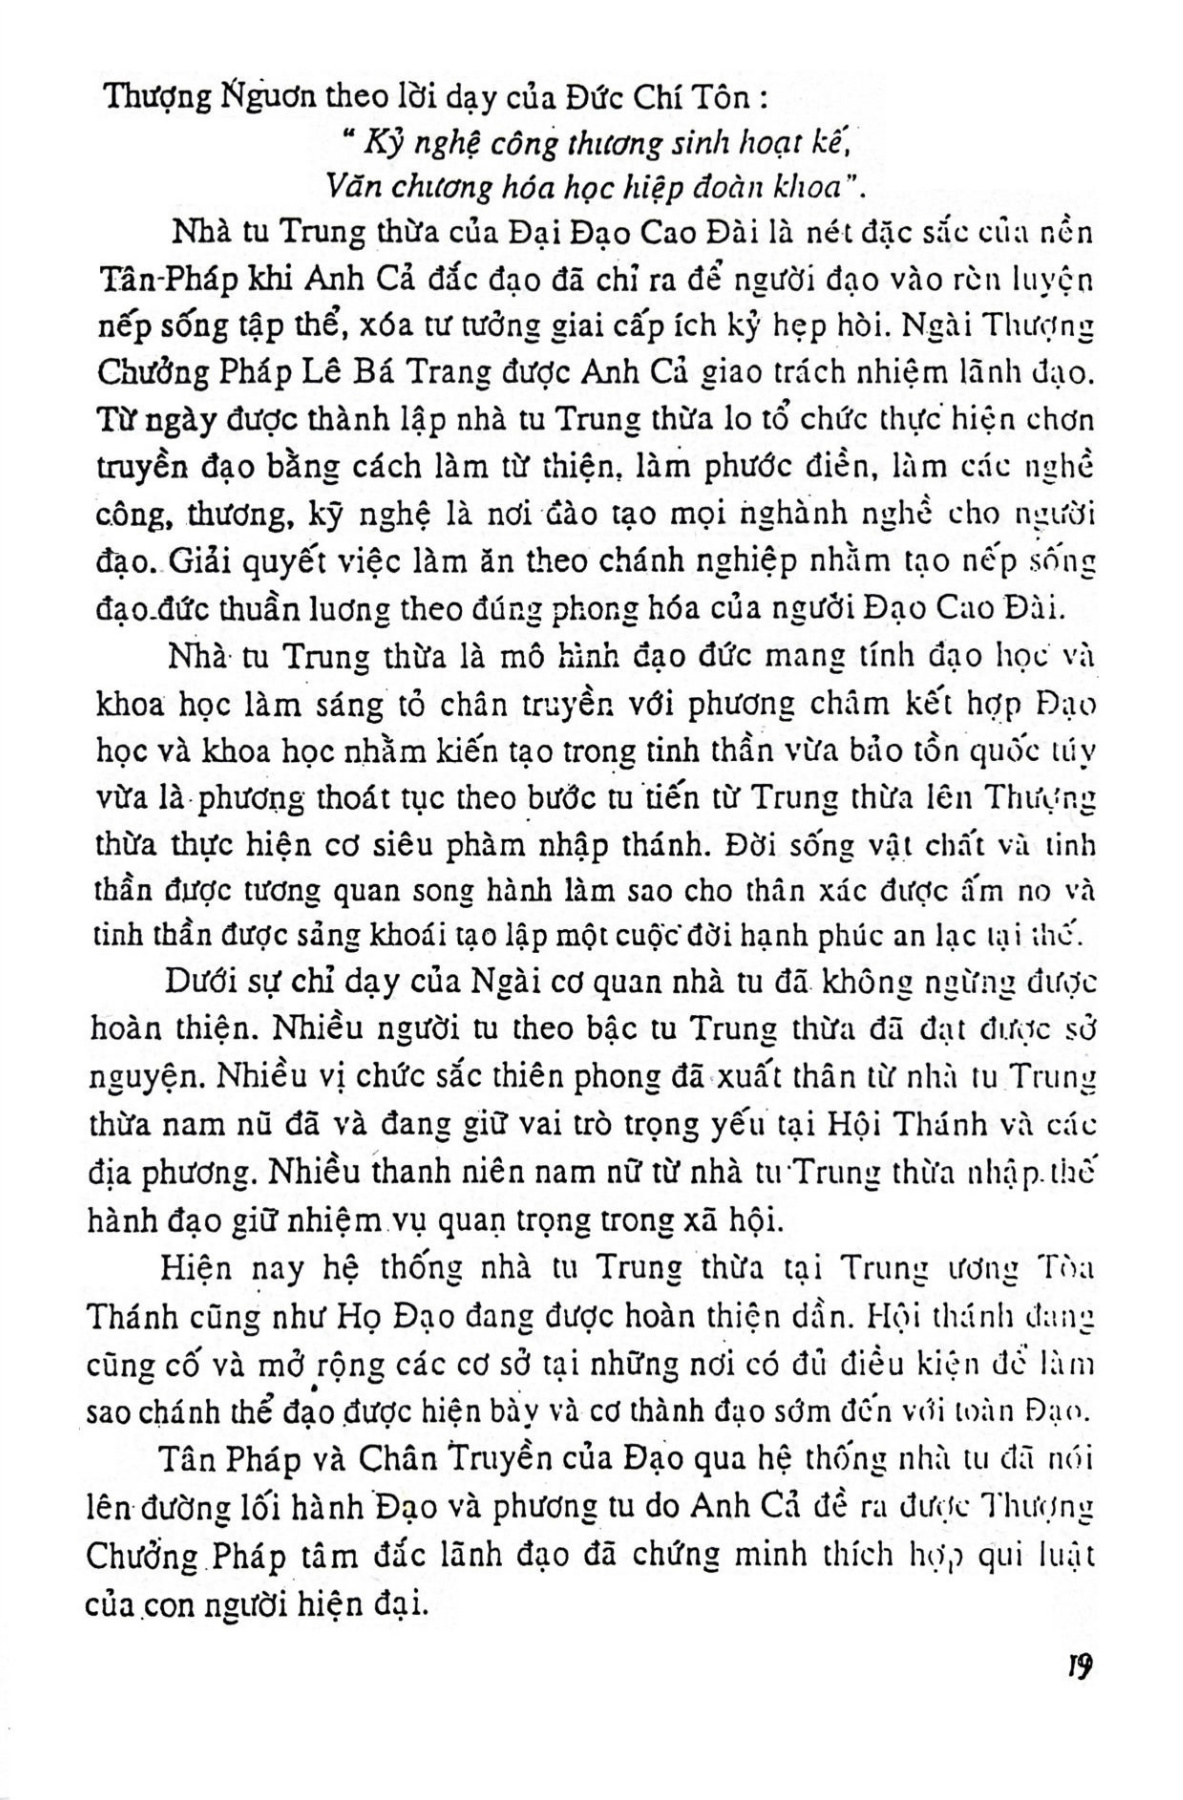 Thượng Nguơn theo lời dạy của Đức Chí Tôn :
“ Kỷ nghệ công thương sinh hoạt kế,
Văn chương hóa học hiệp đoàn khoa”.
Nhà tu Trung thừa của Đại Đạo Cao Đài là nét đặc sắc của nền
Tân-Pháp khi Anh Cả đắc đạo đã chỉ ra để người đạo vào rèn luyện
nếp sống tập thể, xóa tư tưởng giai cấp ích kỷ hẹp hòi. Ngài Thượng
Chưởng Pháp Lê Bá Trang được Anh Cả giao trách nhiệm lãnh đạo.
Từ ngày được thành lập nhà tu Trung thừa lo tổ chức thực hiện chơn
truyền đạo bằng cách làm từ thiện, làm phước điền, làm các nghề
công, thương, kỹ nghệ là nơi đào tạo mọi nghành nghề cho người
đạo. Giải quyết việc làm ăn theo chánh nghiệp nhằm tạo nếp sống
đạo đức thuần luơng theo đúng phong hóa của người Đạo Cao Đài.
Nhà tu Trung thừa là mô hình đạo đức mang tính đạo học và
khoa học làm sáng tỏ chân truyền với phương châm kết hợp Đạo
học và khoa học nhằm kiến tạo trong tinh thần vừa bảo tồn quốc túy
vừa là phương thoát tục theo bước tu tiến từ Trung thừa lên Thượng
thừa thực hiện cơ siêu phàm nhập thánh. Đời sống vật chất và tinh
thần được tương quan song hành làm sao cho thân xác được ấm no và
tinh thần được sảng khoái tạo lập một cuộc đời hạnh phúc an lạc tại thế.
Dưới sự chỉ dạy của Ngài cơ quan nhà tu đã không ngừng được
hoàn thiện. Nhiều người tu theo bậc tu Trung thừa đã đạt được sở
nguyện. Nhiều vị chức sắc thiên phong đã xuất thân từ nhà tu Trung
thừa nam nũ đã và đang giữ vai trò trọng yếu tại Hội Thánh và các
địa phương. Nhiều thanh niên nam nữ từ nhà tu Trung thừa nhập thế
hành đạo giữ nhiệm vụ quan trọng trong xã hội.
Hiện nay hệ thống nhà tu Trung thừa tại Trung ương Tòa
Thánh cũng như Họ Đạo đang được hoàn thiện dần. Hội thánh đang
cũng cố và mở rộng các cơ sở tại những nơi có đủ điều kiện để làm
sao chánh thể đạo được hiện bày và cơ thành đạo sớm đến với toàn Đạo.
Tân Pháp và Chân Truyền của Đạo qua hệ thống nhà tu đã nói
lên đường lối hành Đạo và phương tu do Anh Cả đề ra được Thượng
Chưởng Pháp tâm đắc lãnh đạo đã chứng minh thích hợp qui luật
của con người hiện đại.
19